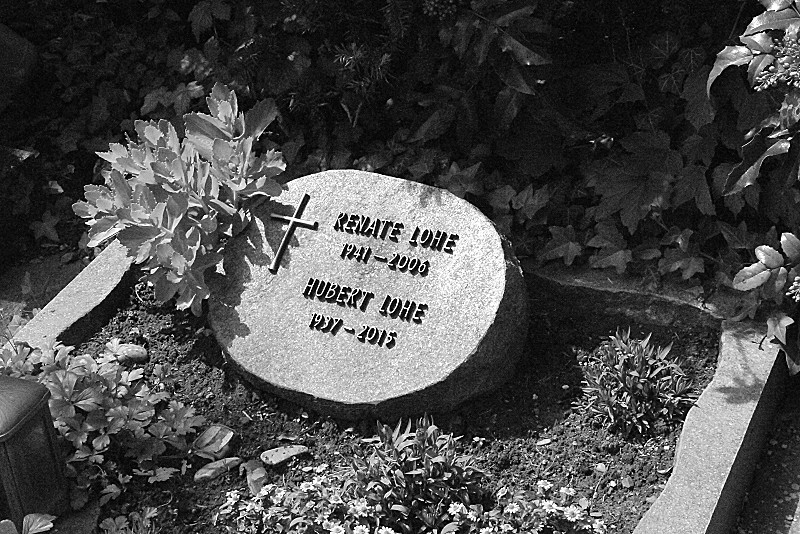 RENATE LOHE
1941 – 2006
HUBERT LOHE
1937 – 2015